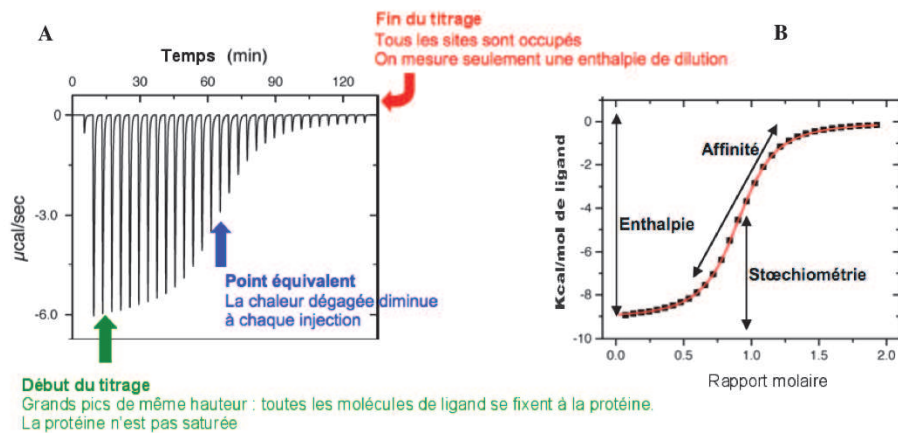 A
Temps (min)
0 15 30 45 60 75 90 105 120
0
-3.0
-6.0
µcal/sec
Fin du titrage
Tous les sites sont occupés
On mesure seulement une enthalpie de dilution
Point équivalent
La chaleur dégagée diminue
à chaque injection
Début du titrage
Grands pics de même hauteur : toutes les molécules de ligand se fixent à la protéine.
La protéine n'est pas saturée
B
0
-2
-4
-6
-8
-10
Kcal/mol de ligand
Affinité
Enthalpie
Stœchiométrie
0.0 0.5 1.0 1.5 2.0
Rapport molaire